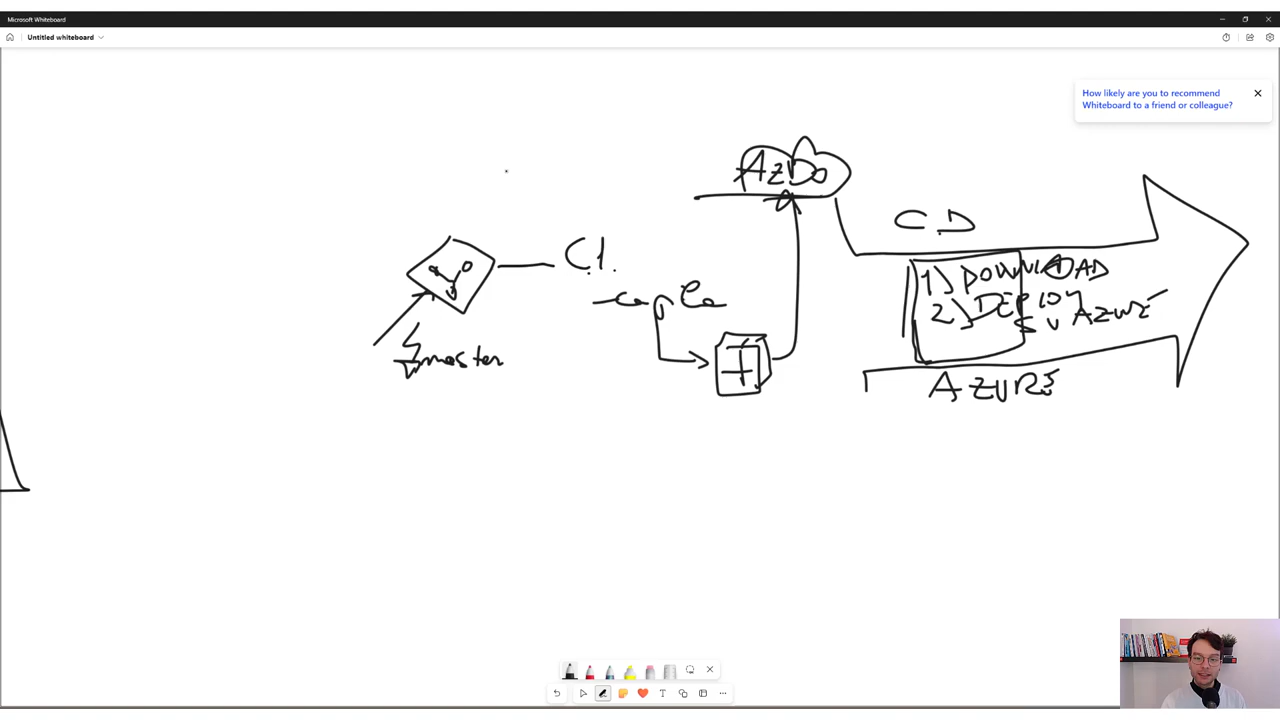 Microsoft Whiteboard
Untitled whiteboard
How likely are you to recommend
Whiteboard to a friend or colleague?
AZDO
CD
C.I.
1) DOWNLOAD
2) DEPLOY
SU AZURE
master
AZURE